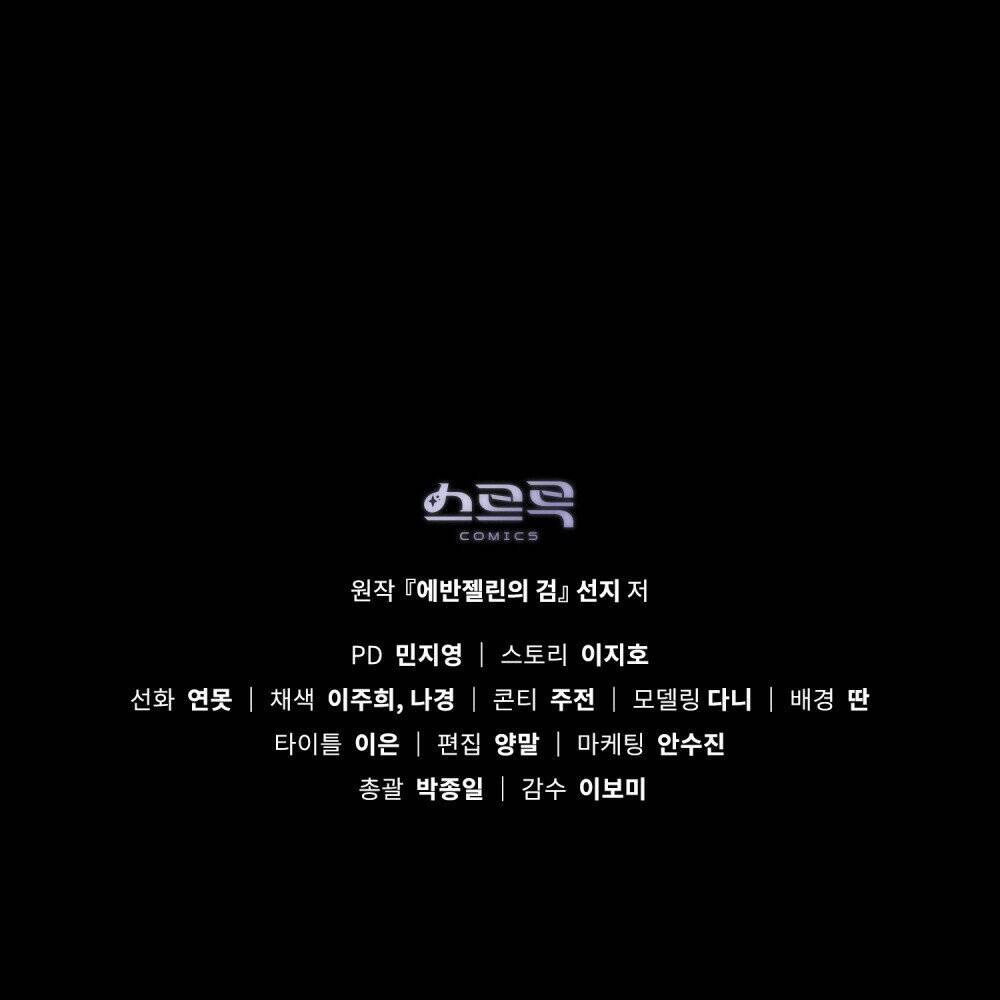 스르륵
COMICS
원작 『에반젤린의 검』 선지 저
PD 민지영 | 스토리 이지호
선화 연못 | 채색 이주희, 나경 | 콘티 주전 | 모델링 다니 | 배경 딴
타이틀 이은 | 편집 양말 | 마케팅 안수진
총괄 박종일 | 감수 이보미